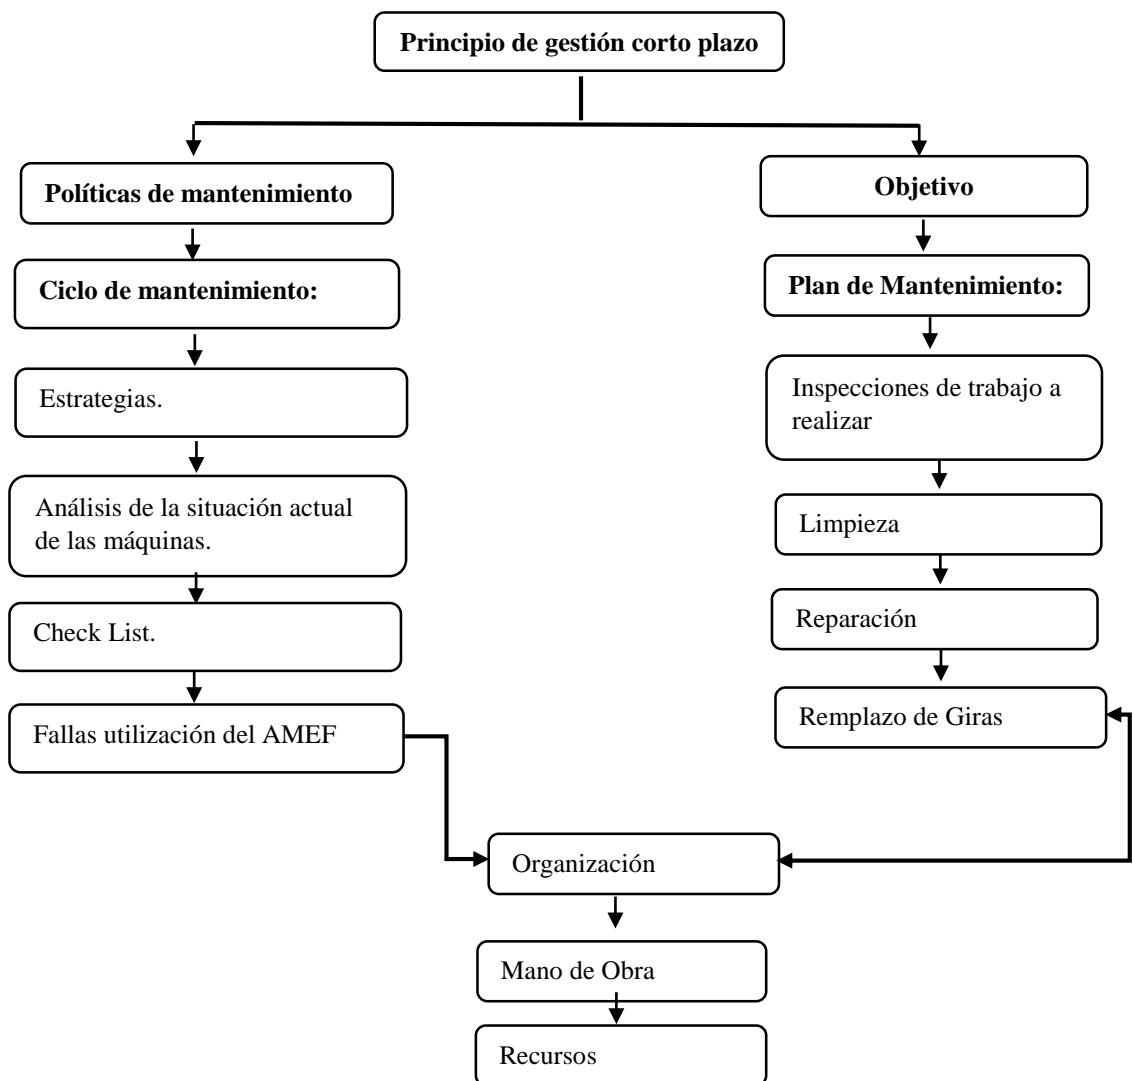 Principio de gestión corto plazo
Políticas de mantenimiento
Ciclo de mantenimiento:
Estrategias.
Análisis de la situación actual
de las máquinas.
Check List.
Fallas utilización del AMEF
Objetivo
Plan de Mantenimiento:
Inspecciones de trabajo a
realizar
Limpieza
Reparación
Remplazo de Giras
Organización
Mano de Obra
Recursos